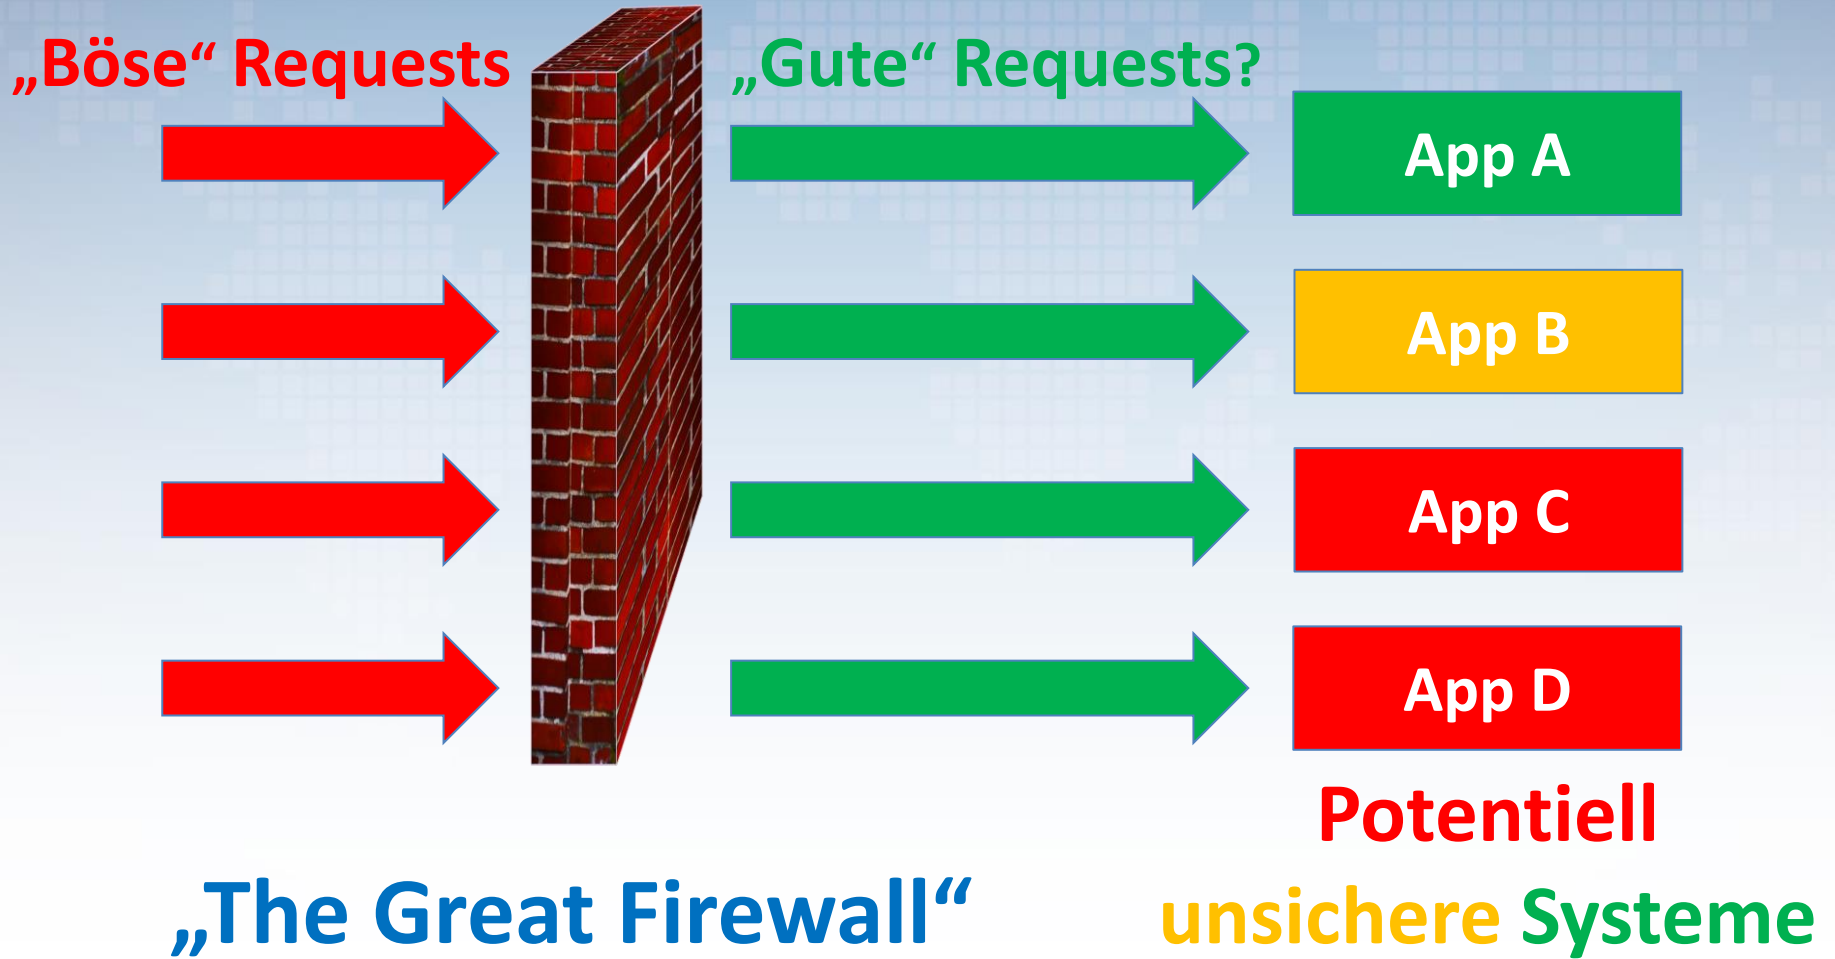 „Böse“ Requests
„Gute“ Requests?
App A
App B
App C
App D
Potentiell
unsichere Systeme
„The Great Firewall“